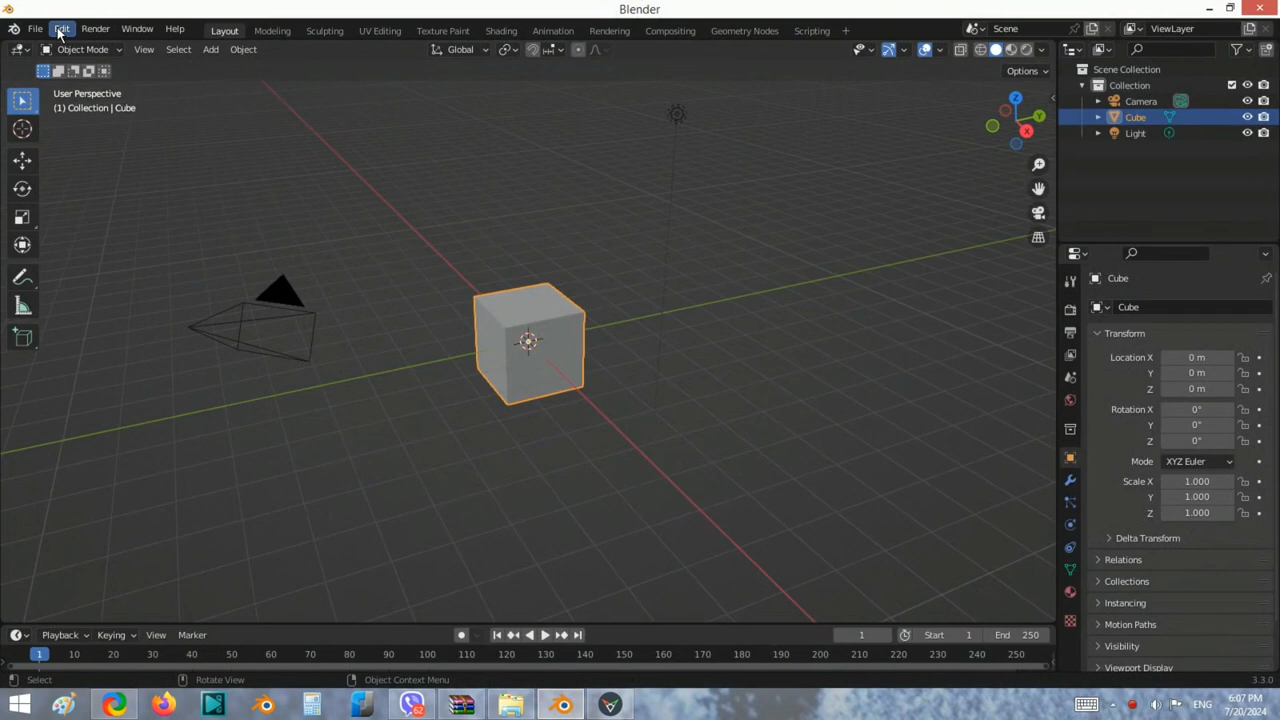 Blender
File Edit Render Window Help Layout Modeling Sculpting UV Editing Texture Paint Shading Animation Rendering Compositing Geometry Nodes Scripting + Scene ViewLayer
Object Mode View Select Add Object Global
Options
User Perspective
(1) Collection | Cube
Z
Y
X
Scene Collection
Collection
Camera
Cube
Light
Cube
Cube
Transform
Location X 0 m
Y 0 m
Z 0 m
Rotation X 0°
Y 0°
Z 0°
Mode XYZ Euler
Scale X 1.000
Y 1.000
Z 1.000
Delta Transform
Relations
Collections
Instancing
Motion Paths
Visibility
Viewport Display
Playback Keying View Marker 1 Start 1 End 250
1 10 20 30 40 50 60 70 80 90 100 110 120 130 140 150 160 170 180 190 200 210 220 230 240 250
Select Rotate View Object Context Menu 3.3.0
62
ENG
6:07 PM
7/20/2024